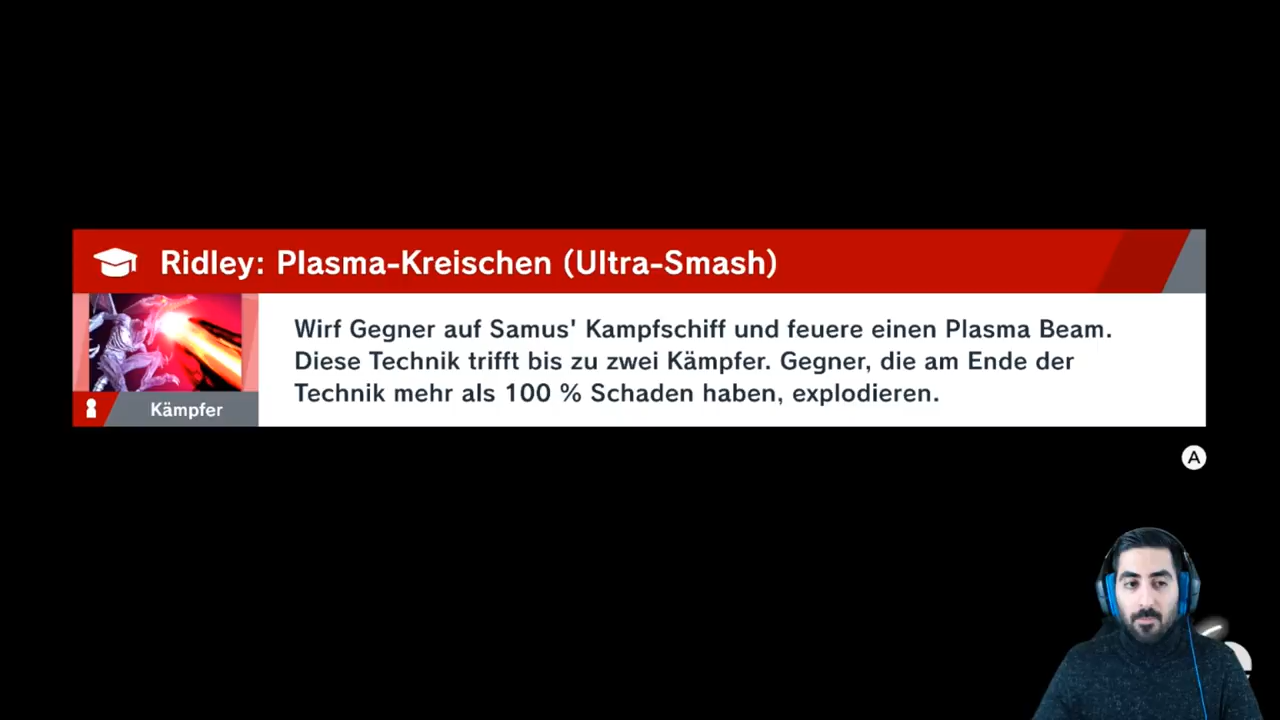 Ridley: Plasma-Kreischen (Ultra-Smash)
Wirf Gegner auf Samus' Kampfschiff und feuere einen Plasma Beam.
Diese Technik trifft bis zu zwei Kämpfer. Gegner, die am Ende der
Technik mehr als 100 % Schaden haben, explodieren.
Kämpfer
A